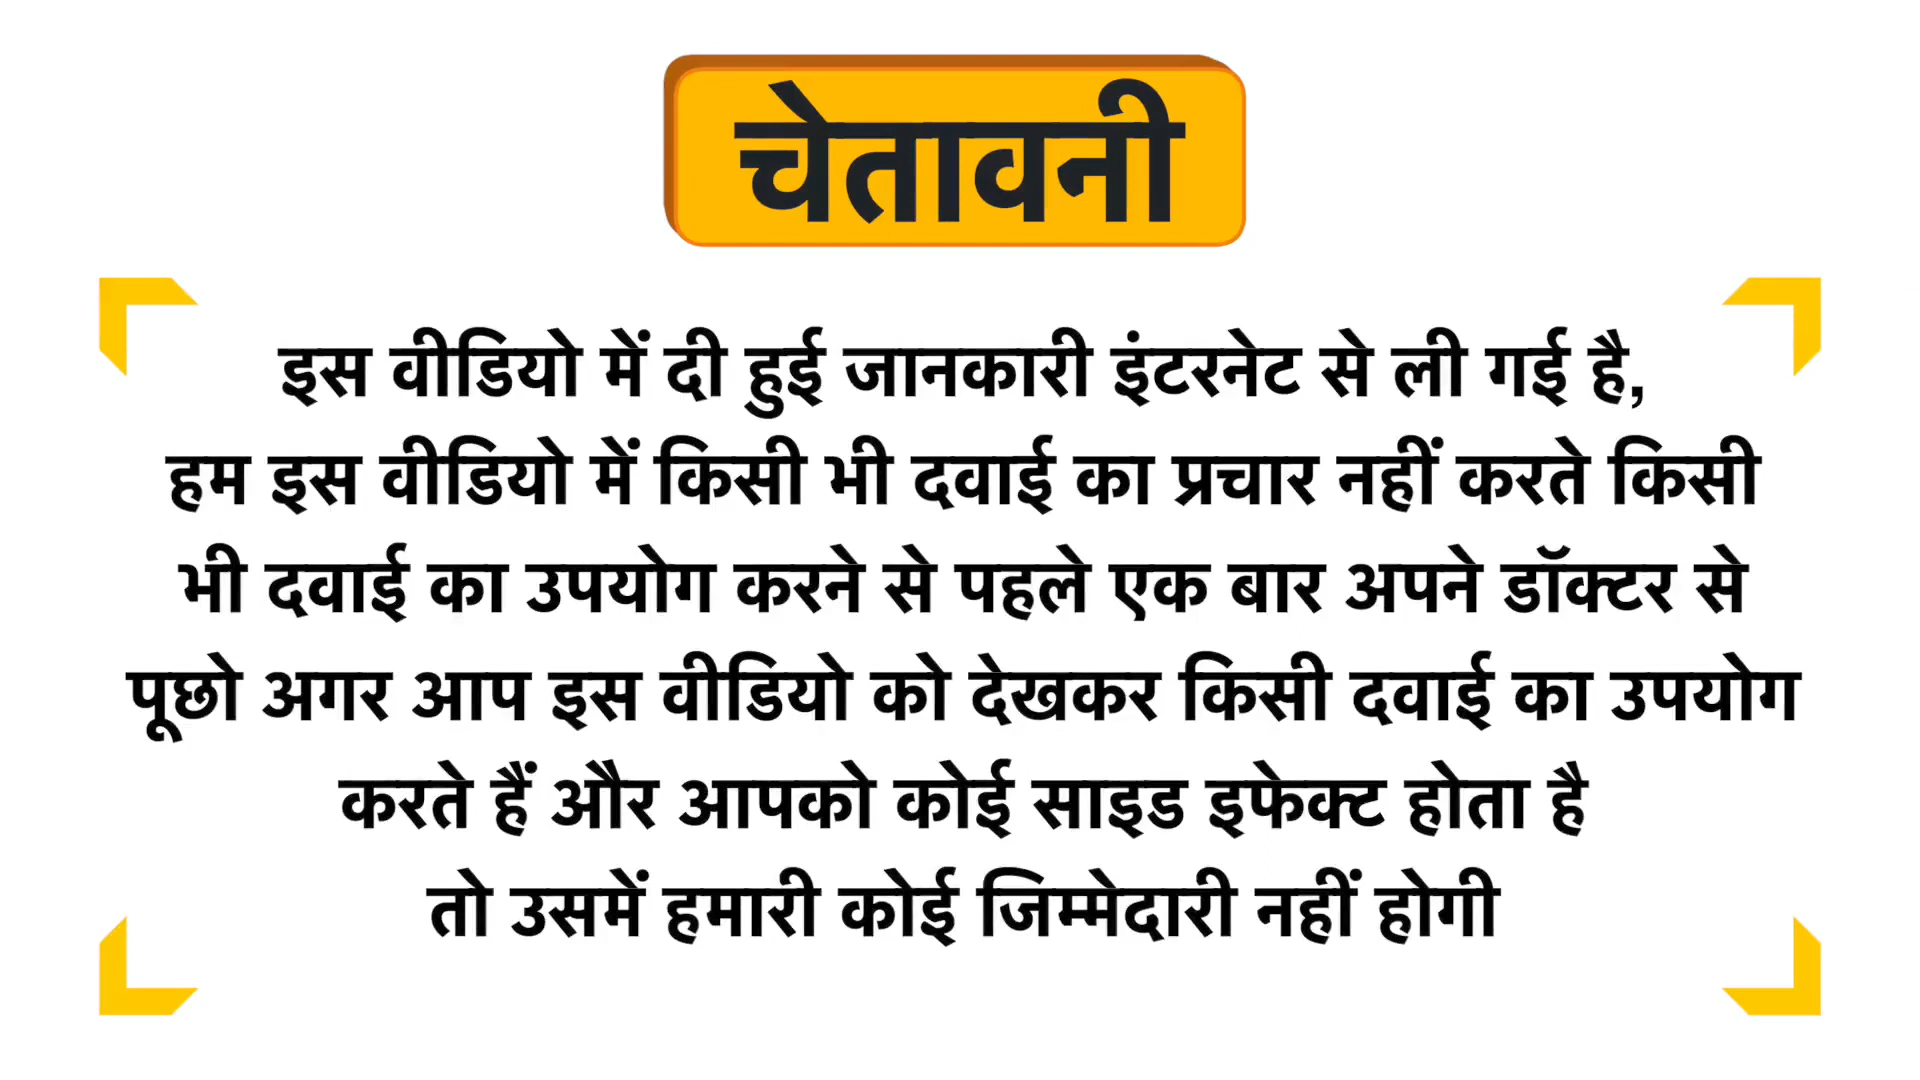 चेतावनी
इस वीडियो में दी हुई जानकारी इंटरनेट से ली गई है,
हम इस वीडियो में किसी भी दवाई का प्रचार नहीं करते किसी
भी दवाई का उपयोग करने से पहले एक बार अपने डॉक्टर से
पूछो अगर आप इस वीडियो को देखकर किसी दवाई का उपयोग
करते हैं और आपको कोई साइड इफेक्ट होता है
तो उसमें हमारी कोई जिम्मेदारी नहीं होगी